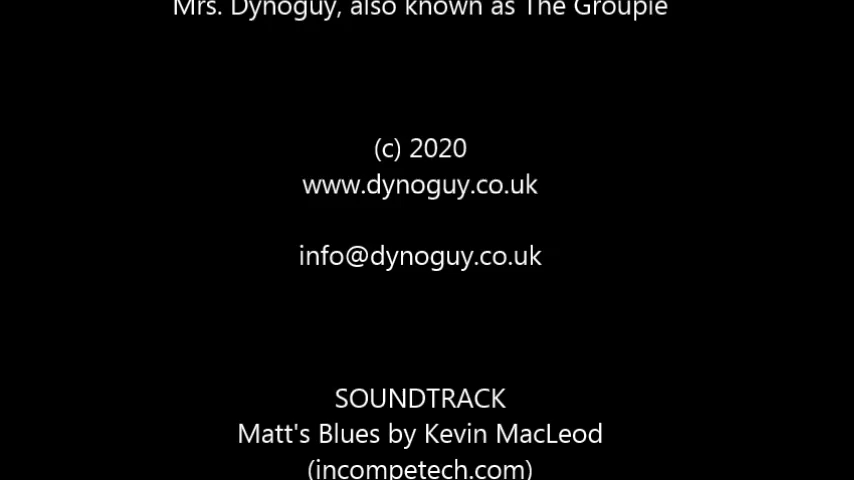 Mrs. Dynoguy, also known as The Groupie
(c) 2020
www.dynoguy.co.uk
info@dynoguy.co.uk
SOUNDTRACK
Matt's Blues by Kevin MacLeod
(incompetech.com)